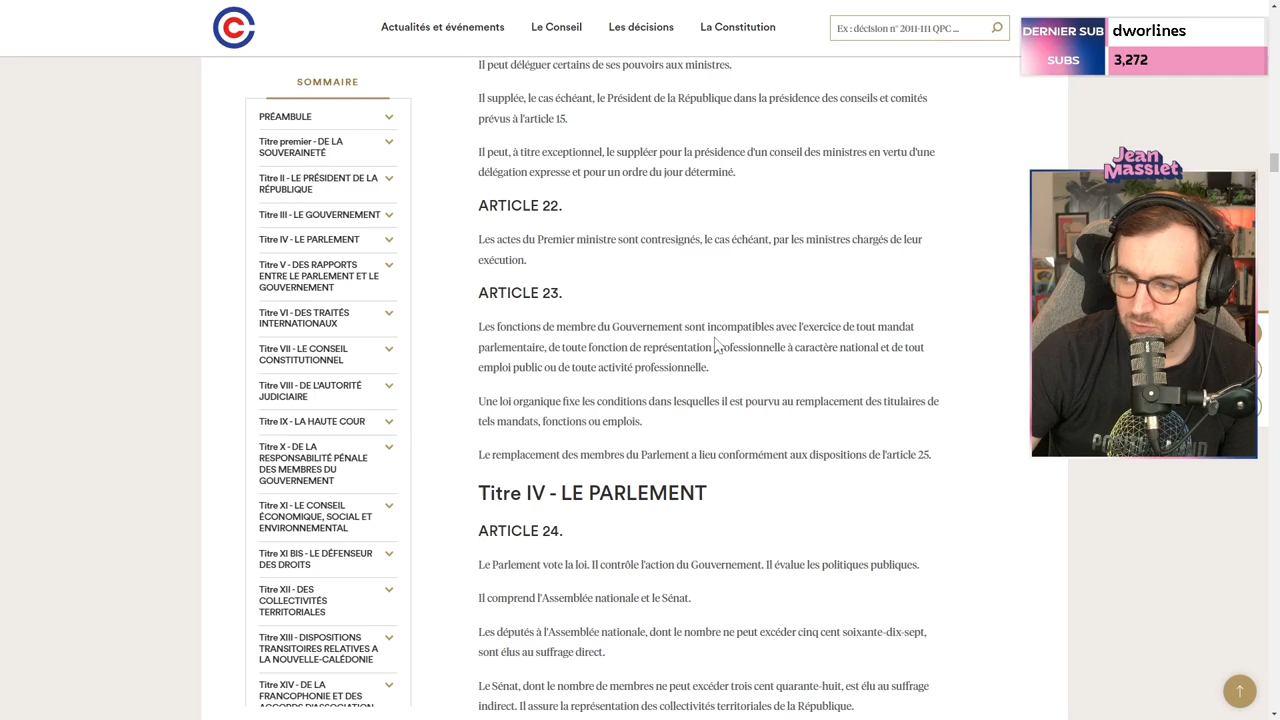 Actualités et événements
Le Conseil
Les décisions
La Constitution
Ex : décision n° 2011-111 QPC ...
DERNIER SUB
dworlines
SUBS
3,272
Jean
Massiet
SOMMAIRE
PRÉAMBULE
Titre premier - DE LA
SOUVERAINETÉ
Titre II - LE PRÉSIDENT DE LA
RÉPUBLIQUE
Titre III - LE GOUVERNEMENT
Titre IV - LE PARLEMENT
Titre V - DES RAPPORTS
ENTRE LE PARLEMENT ET LE
GOUVERNEMENT
Titre VI - DES TRAITÉS
INTERNATIONAUX
Titre VII - LE CONSEIL
CONSTITUTIONNEL
Titre VIII - DE L'AUTORITÉ
JUDICIAIRE
Titre IX - LA HAUTE COUR
Titre X - DE LA
RESPONSABILITÉ PÉNALE
DES MEMBRES DU
GOUVERNEMENT
Titre XI - LE CONSEIL
ÉCONOMIQUE, SOCIAL ET
ENVIRONNEMENTAL
Titre XI BIS - LE DÉFENSEUR
DES DROITS
Titre XII - DES
COLLECTIVITÉS
TERRITORIALES
Titre XIII - DISPOSITIONS
TRANSITOIRES RELATIVES A
LA NOUVELLE-CALÉDONIE
Titre XIV - DE LA
FRANCOPHONIE ET DES
ACCORDS D'ASSOCIATION
Il peut déléguer certains de ses pouvoirs aux ministres.
Il supplée, le cas échéant, le Président de la République dans la présidence des conseils et comités
prévus à l'article 15.
Il peut, à titre exceptionnel, le suppléer pour la présidence d'un conseil des ministres en vertu d'une
délégation expresse et pour un ordre du jour déterminé.
ARTICLE 22.
Les actes du Premier ministre sont contresignés, le cas échéant, par les ministres chargés de leur
exécution.
ARTICLE 23.
Les fonctions de membre du Gouvernement sont incompatibles avec l'exercice de tout mandat
parlementaire, de toute fonction de représentation professionnelle à caractère national et de tout
emploi public ou de toute activité professionnelle.
Une loi organique fixe les conditions dans lesquelles il est pourvu au remplacement des titulaires de
tels mandats, fonctions ou emplois.
Le remplacement des membres du Parlement a lieu conformément aux dispositions de l'article 25.
Titre IV - LE PARLEMENT
ARTICLE 24.
Le Parlement vote la loi. Il contrôle l'action du Gouvernement. Il évalue les politiques publiques.
Il comprend l'Assemblée nationale et le Sénat.
Les députés à l'Assemblée nationale, dont le nombre ne peut excéder cinq cent soixante-dix-sept,
sont élus au suffrage direct.
Le Sénat, dont le nombre de membres ne peut excéder trois cent quarante-huit, est élu au suffrage
indirect. Il assure la représentation des collectivités territoriales de la République.